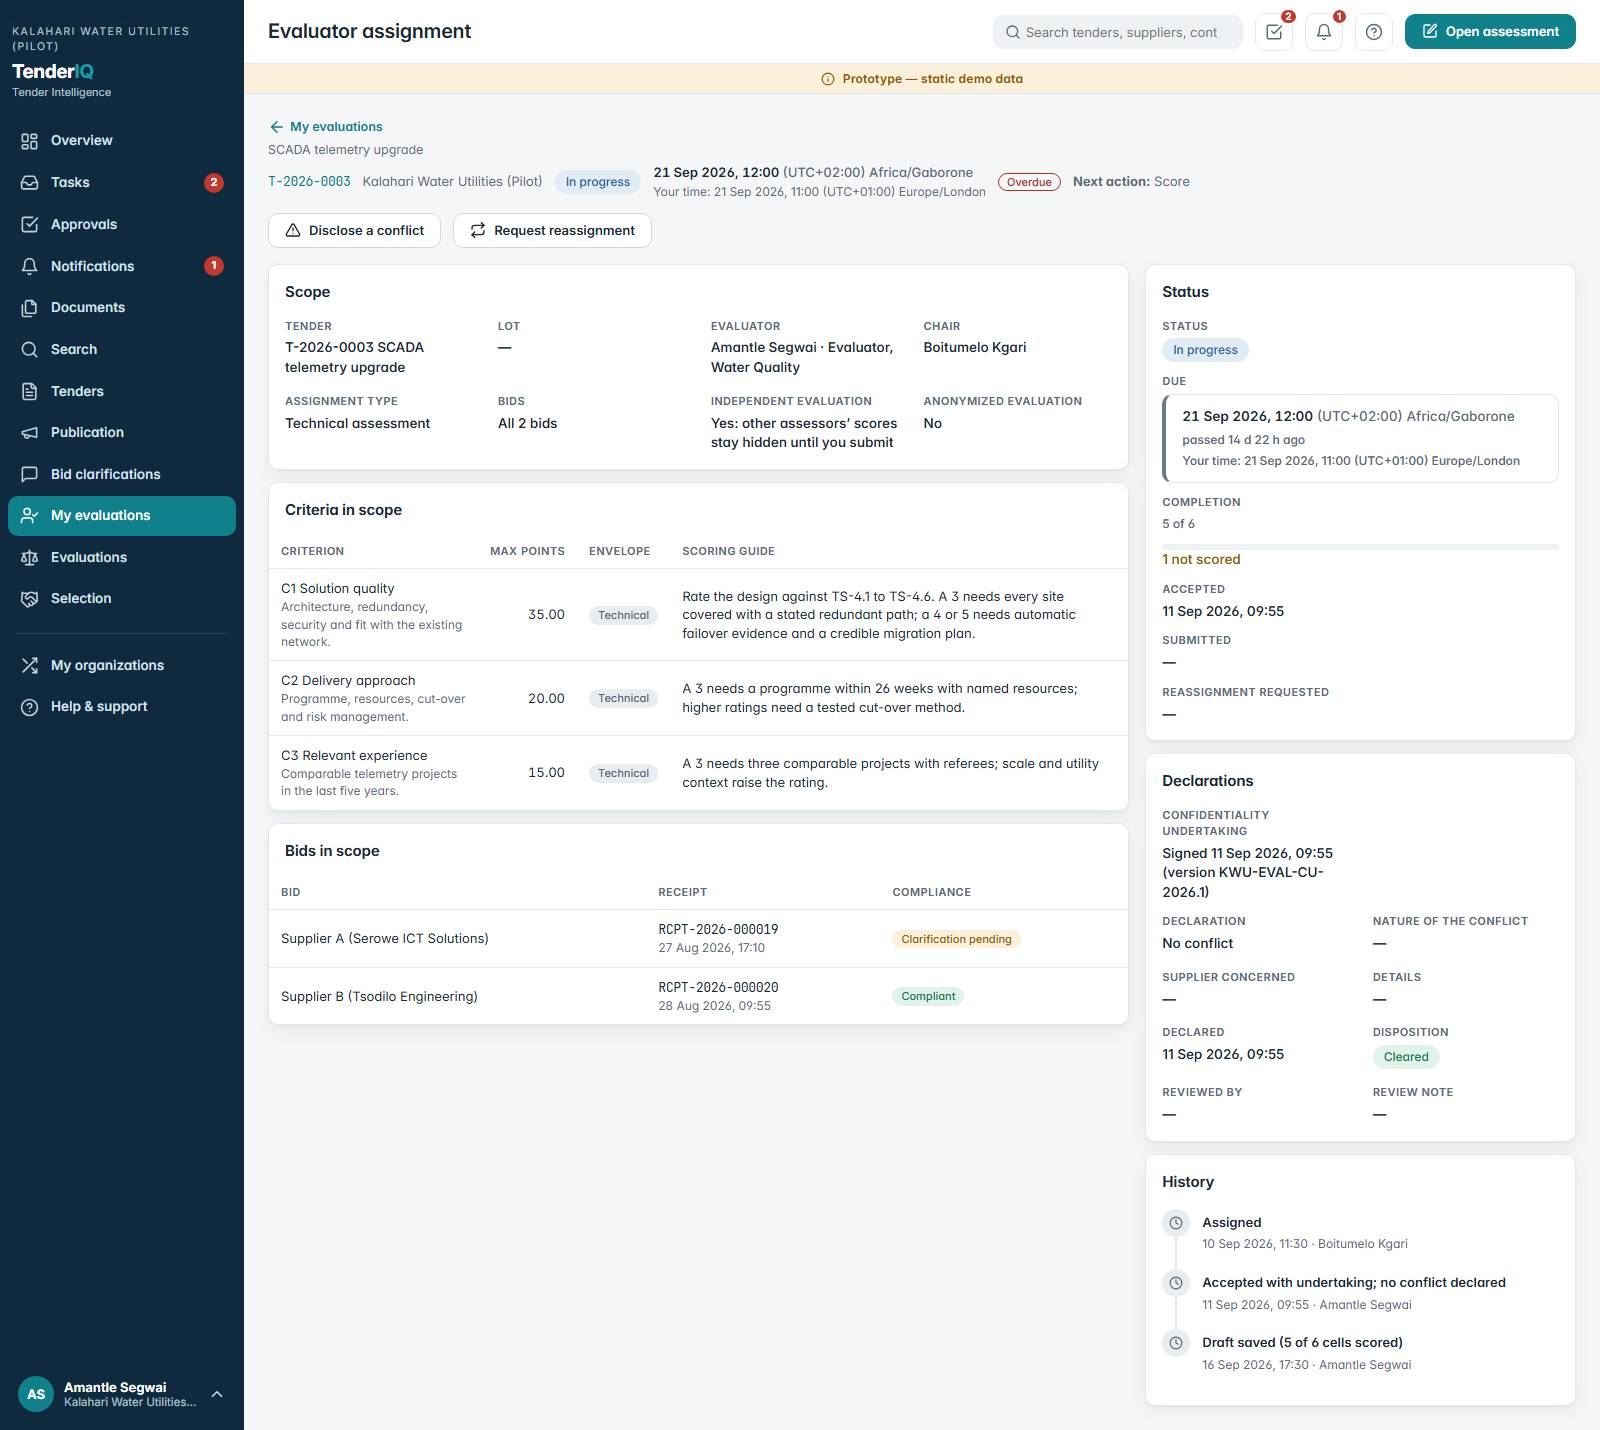 KALAHARI WATER UTILITIES
(PILOT)
TenderIQ
Tender Intelligence
Overview
Tasks 2
Approvals
Notifications 1
Documents
Search
Tenders
Publication
Bid clarifications
My evaluations
Evaluations
Selection
My organizations
Help & support
AS
Amantle Segwai
Kalahari Water Utilities...
Evaluator assignment
Search tenders, suppliers, cont
2
1
Open assessment
Prototype — static demo data
My evaluations
SCADA telemetry upgrade
T-2026-0003 Kalahari Water Utilities (Pilot) In progress
21 Sep 2026, 12:00 (UTC+02:00) Africa/Gaborone
Your time: 21 Sep 2026, 11:00 (UTC+01:00) Europe/London
Overdue Next action: Score
Disclose a conflict
Request reassignment
Scope
TENDER
T-2026-0003 SCADA
telemetry upgrade
LOT
—
EVALUATOR
Amantle Segwai · Evaluator,
Water Quality
CHAIR
Boitumelo Kgari
ASSIGNMENT TYPE
Technical assessment
BIDS
All 2 bids
INDEPENDENT EVALUATION
Yes: other assessors’ scores
stay hidden until you submit
ANONYMIZED EVALUATION
No
Criteria in scope
CRITERION MAX POINTS ENVELOPE SCORING GUIDE
C1 Solution quality
Architecture, redundancy,
security and fit with the existing
network.
35.00
Technical
Rate the design against TS-4.1 to TS-4.6. A 3 needs every site
covered with a stated redundant path; a 4 or 5 needs automatic
failover evidence and a credible migration plan.
C2 Delivery approach
Programme, resources, cut-over
and risk management.
20.00
Technical
A 3 needs a programme within 26 weeks with named resources;
higher ratings need a tested cut-over method.
C3 Relevant experience
Comparable telemetry projects
in the last five years.
15.00
Technical
A 3 needs three comparable projects with referees; scale and utility
context raise the rating.
Bids in scope
BID RECEIPT COMPLIANCE
Supplier A (Serowe ICT Solutions)
RCPT-2026-000019
27 Aug 2026, 17:10
Clarification pending
Supplier B (Tsodilo Engineering)
RCPT-2026-000020
28 Aug 2026, 09:55
Compliant
Status
STATUS
In progress
DUE
21 Sep 2026, 12:00 (UTC+02:00) Africa/Gaborone
passed 14 d 22 h ago
Your time: 21 Sep 2026, 11:00 (UTC+01:00) Europe/London
COMPLETION
5 of 6
1 not scored
ACCEPTED
11 Sep 2026, 09:55
SUBMITTED
—
REASSIGNMENT REQUESTED
—
Declarations
CONFIDENTIALITY
UNDERTAKING
Signed 11 Sep 2026, 09:55
(version KWU-EVAL-CU-
2026.1)
DECLARATION
No conflict
NATURE OF THE CONFLICT
—
SUPPLIER CONCERNED
—
DETAILS
—
DECLARED
11 Sep 2026, 09:55
DISPOSITION
Cleared
REVIEWED BY
—
REVIEW NOTE
—
History
Assigned
10 Sep 2026, 11:30 · Boitumelo Kgari
Accepted with undertaking; no conflict declared
11 Sep 2026, 09:55 · Amantle Segwai
Draft saved (5 of 6 cells scored)
16 Sep 2026, 17:30 · Amantle Segwai